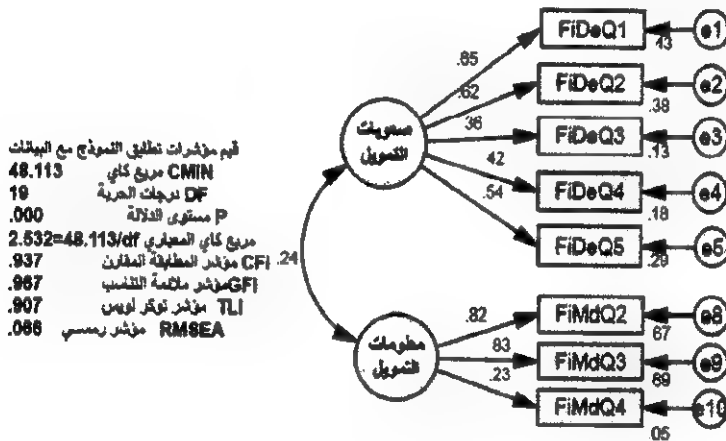 قيم مؤشرات تطابق النموذج مع البيانات
CMIN مربع كاي 48.113
DF درجات الحرية 19
P مستوى الدلالة .000
مربع كاي المعياري 2.532=48.113/df
CFI مؤشر المطابقة المقارن .937
GFI مؤشر ملائمة التناسب .967
TLI مؤشر توكر لويس .907
RMSEA مؤشر رمسي .066
.24
التمويل
معلومات
التمويل
.65
.62
.36
.42
.54
.82
.83
.23
FiDeQ1
.43
e1
FiDeQ2
.38
e2
FiDeQ3
.13
e3
FiDeQ4
.18
e4
FiDeQ5
.29
e5
FiMdQ2
.67
e8
FiMdQ3
.69
e9
FiMdQ4
.05
e10